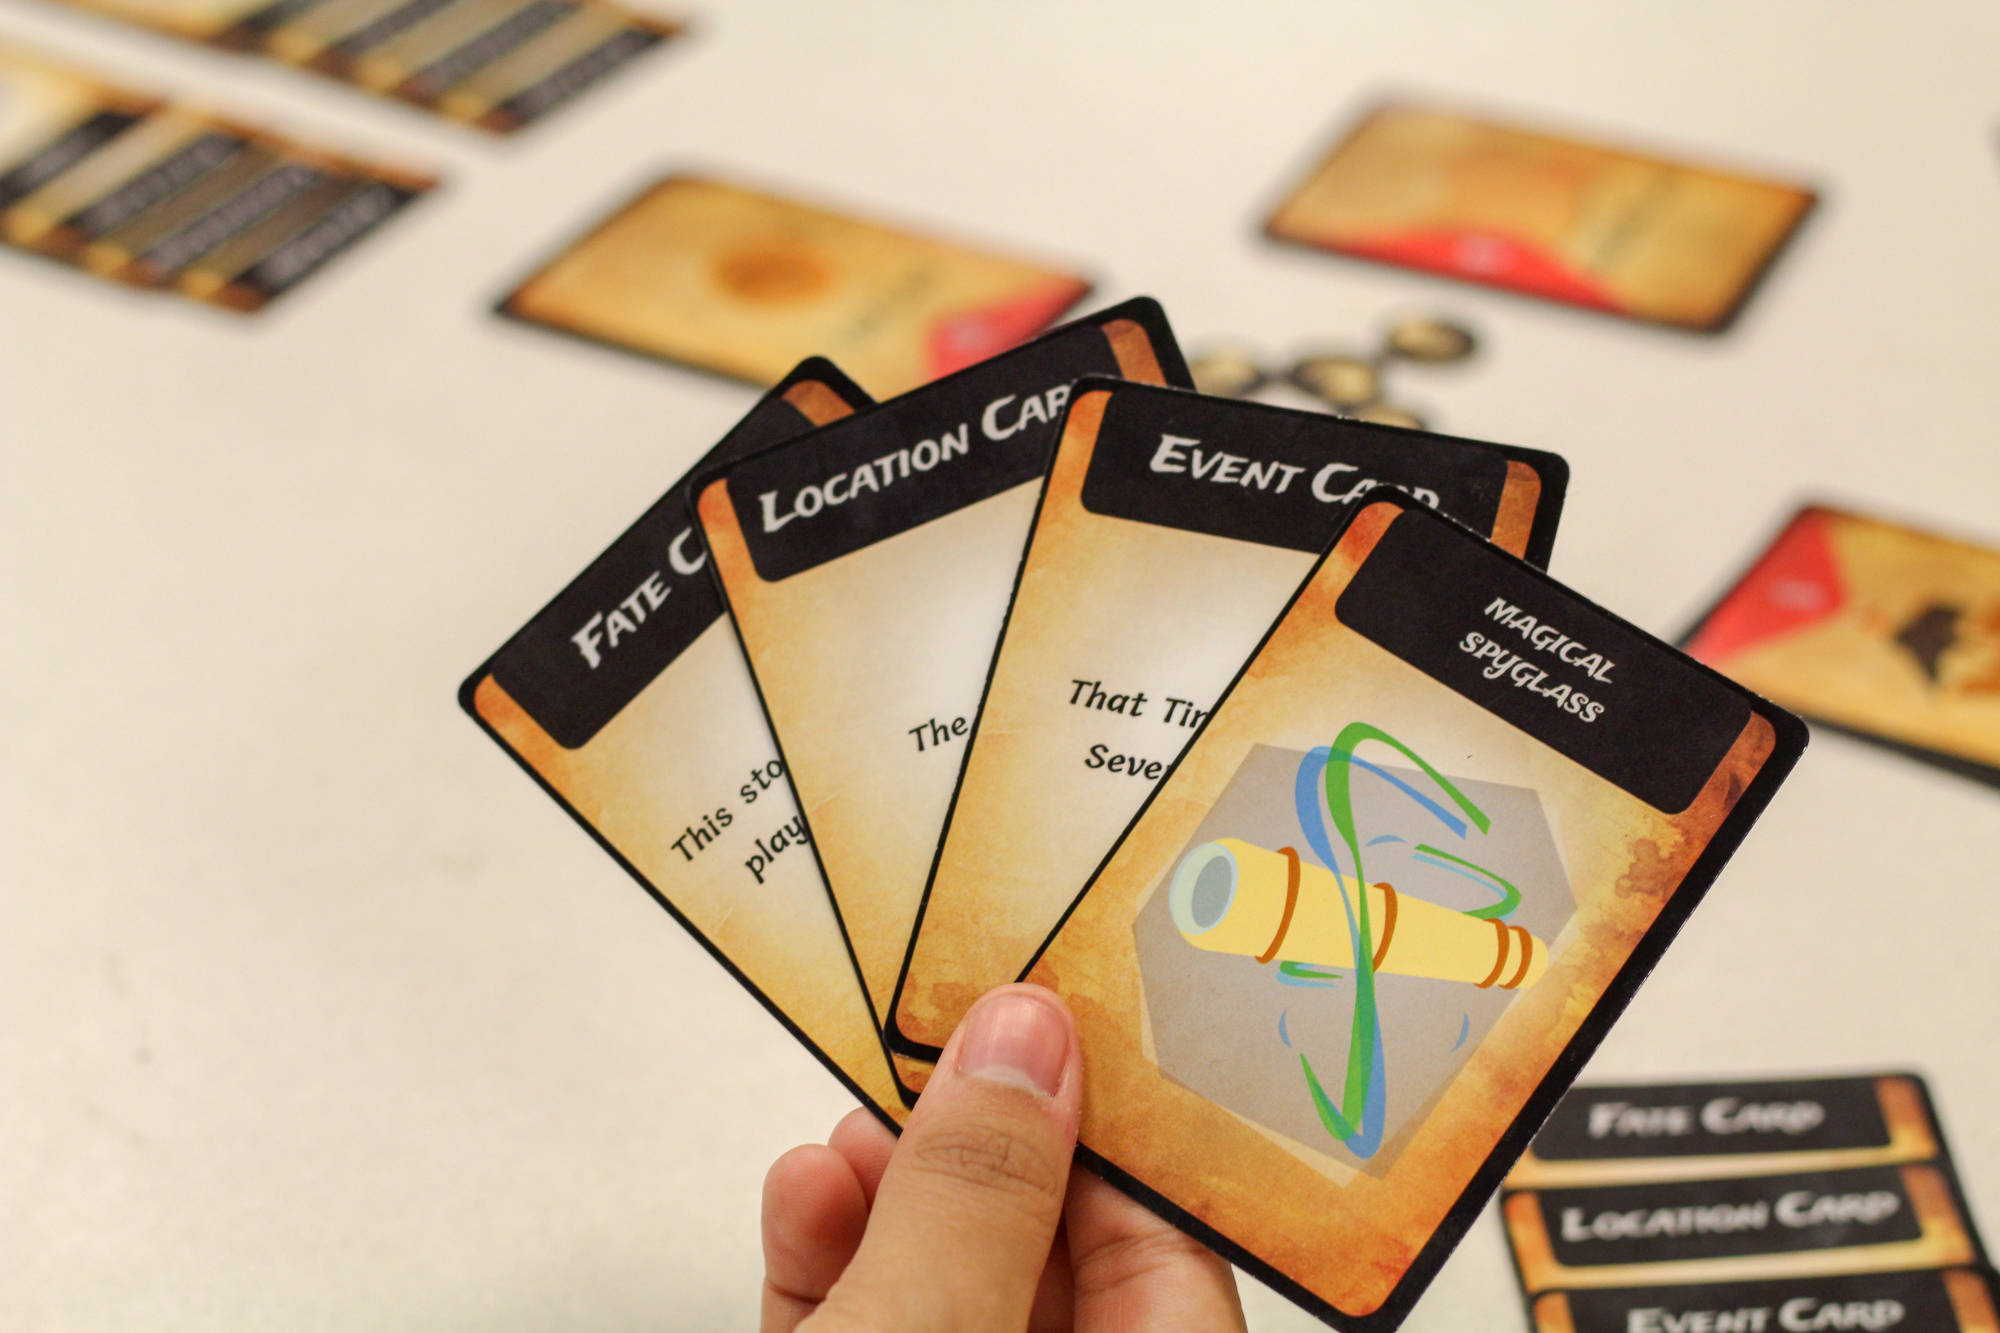 FATE C
This sto
play
LOCATION CAR
The
EVENT CARD
That Tim
Seve
MAGICAL
SPYGLASS
FATE CARD
LOCATION CARD
EVENT CARD